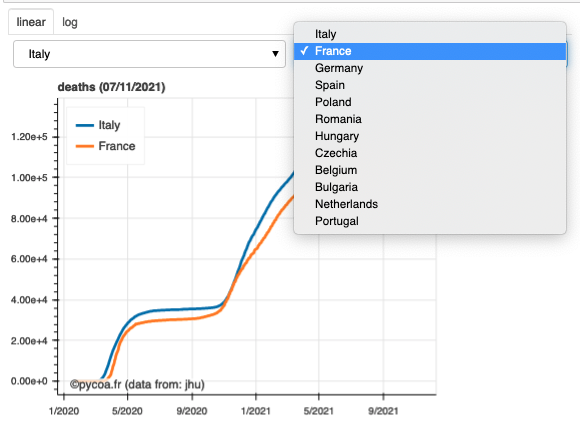 linear log
Italy ▼
Italy
✓ France
Germany
Spain
Poland
Romania
Hungary
Czechia
Belgium
Bulgaria
Netherlands
Portugal
deaths (07/11/2021)
Italy
France
1.20e+5
1.00e+5
8.00e+4
6.00e+4
4.00e+4
2.00e+4
0.00e+0
©pycoa.fr (data from: jhu)
1/2020 5/2020 9/2020 1/2021 5/2021 9/2021